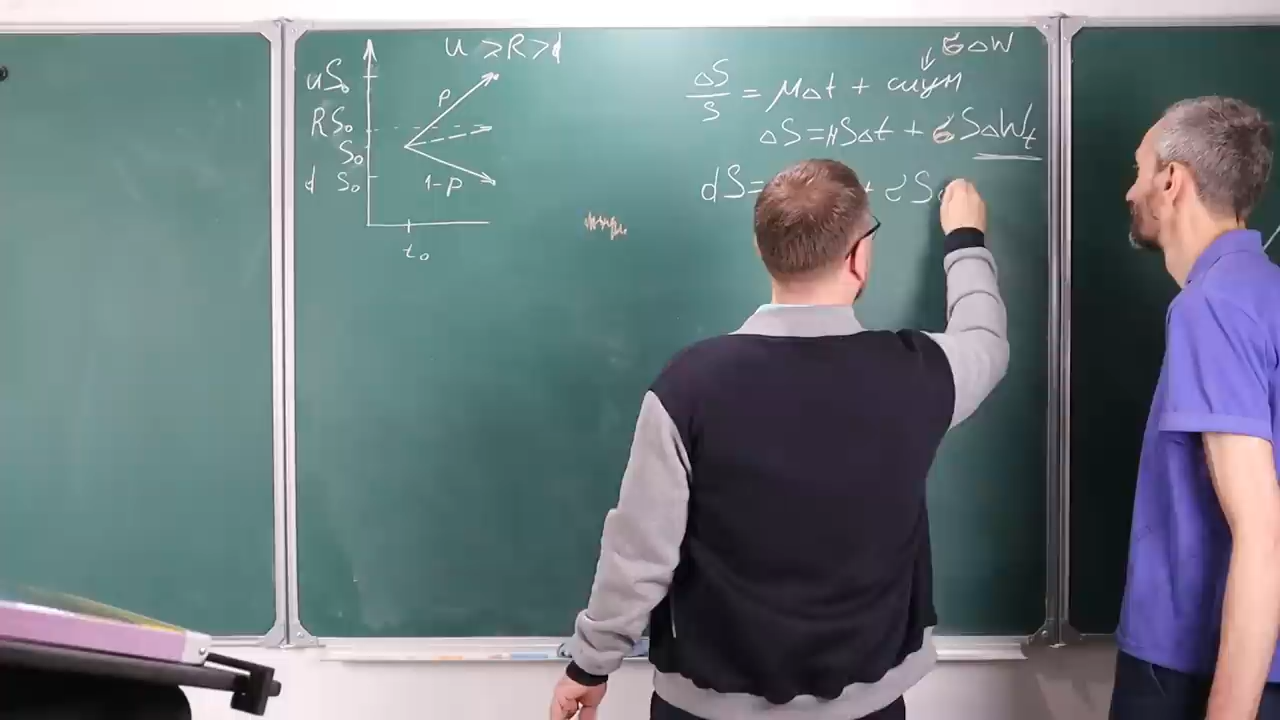 u > R > d
uS₀
p
RS₀
S₀
d S₀
1-p
t₀
σΔW
ΔS/S = μΔt + шум
ΔS = μSΔt + σSΔWₜ
dS= + σS